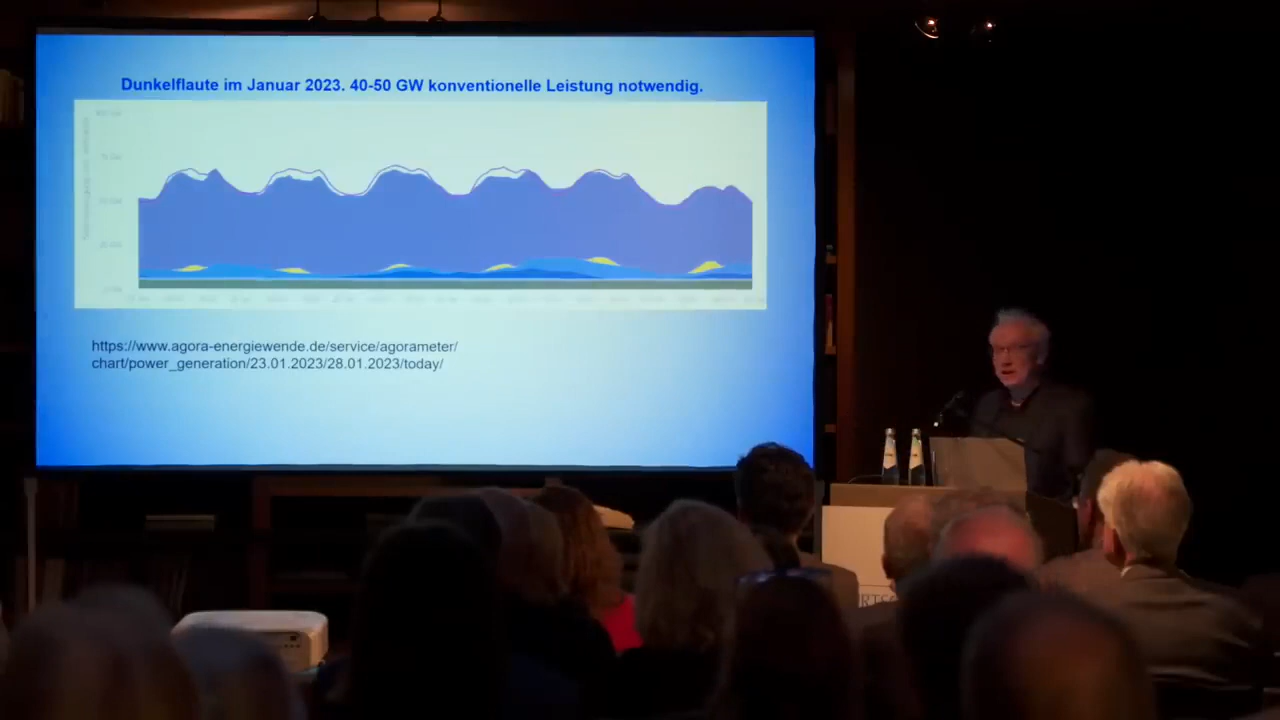 Dunkelflaute im Januar 2023. 40-50 GW konventionelle Leistung notwendig.
https://www.agora-energiewende.de/service/agorameter/
chart/power_generation/23.01.2023/28.01.2023/today/